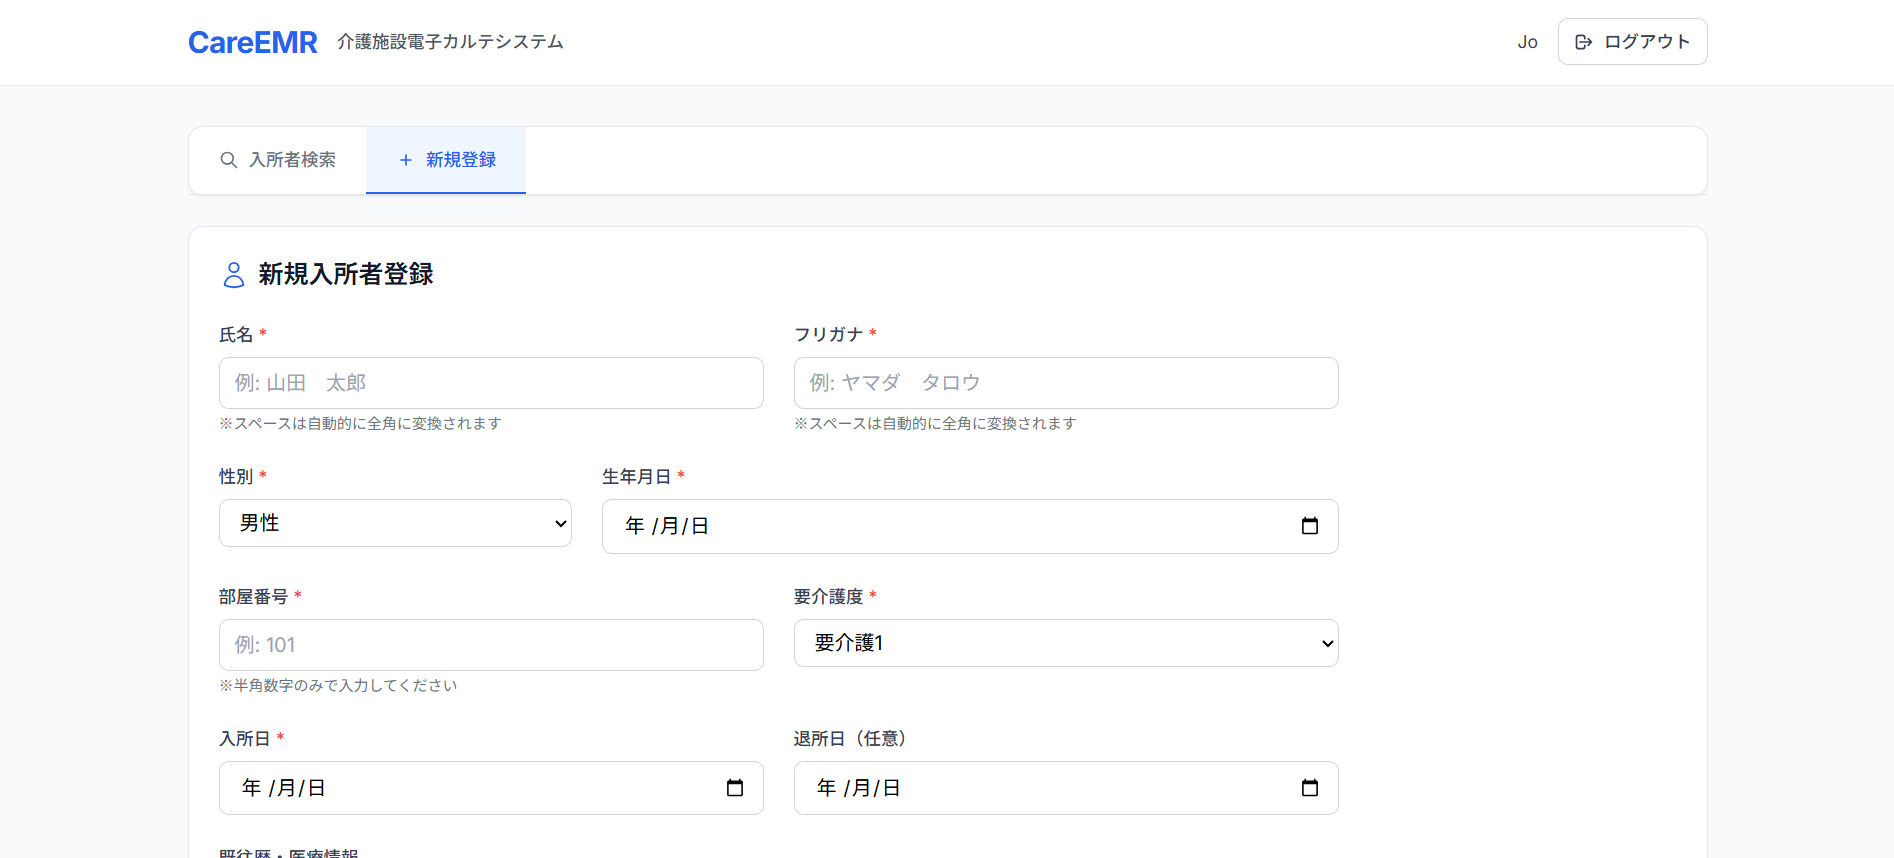 CareEMR 介護施設電子カルテシステム Jo ログアウト
入所者検索 + 新規登録
新規入所者登録
氏名 * フリガナ *
例: 山田　太郎 例: ヤマダ　タロウ
※スペースは自動的に全角に変換されます ※スペースは自動的に全角に変換されます
性別 * 生年月日 *
男性 年 /月/日
部屋番号 * 要介護度 *
例: 101 要介護1
※半角数字のみで入力してください
入所日 * 退所日（任意）
年 /月/日 年 /月/日
既往歴・医療情報